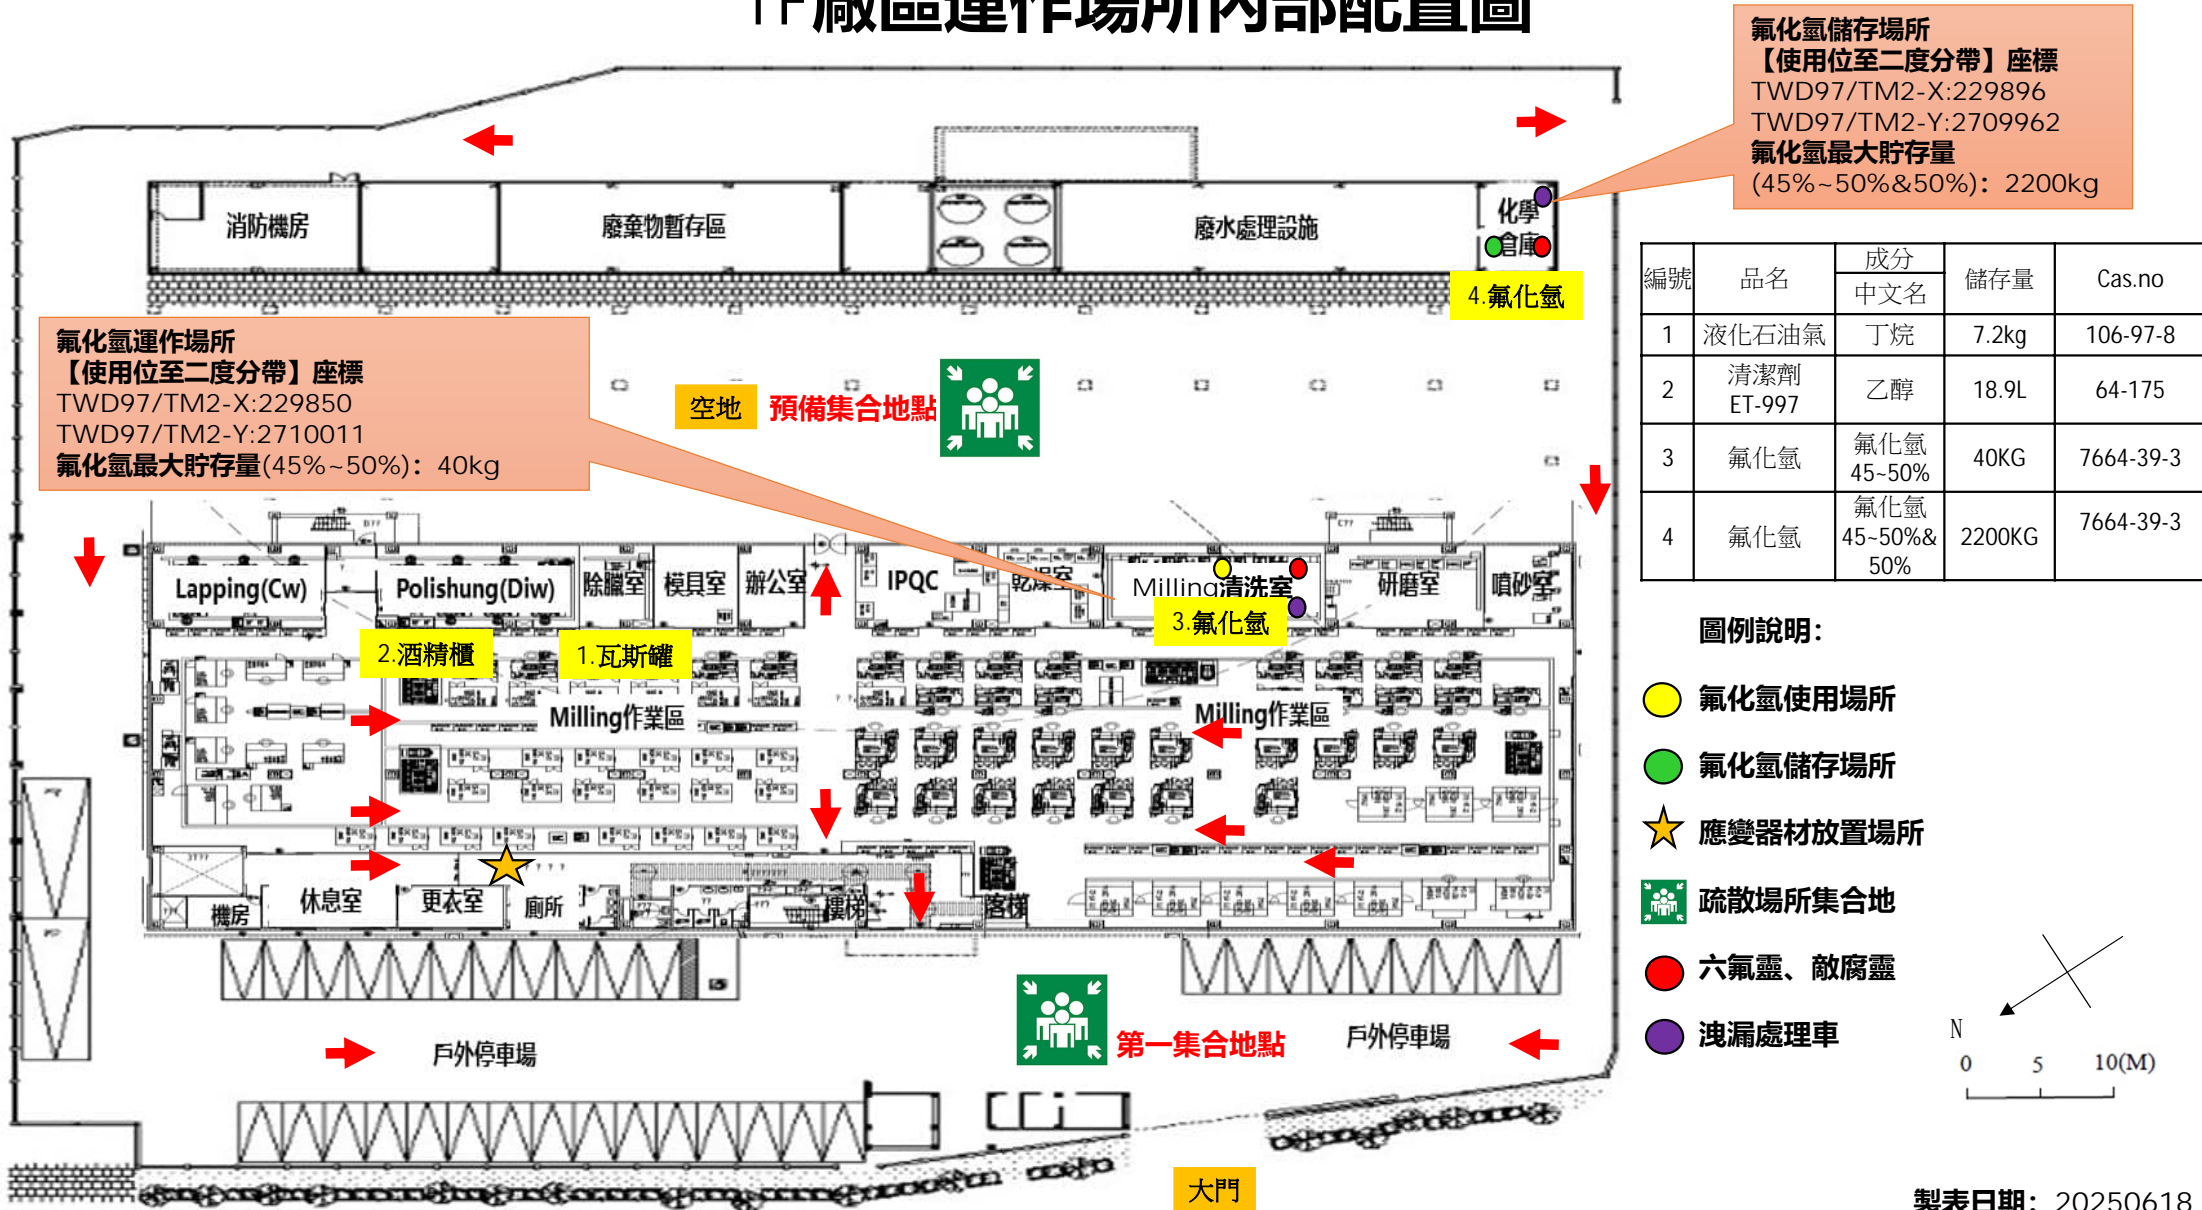 1F廠區運作場所內部配置圖
氟化氫儲存場所
【使用位至二度分帶】座標
TWD97/TM2-X:229896
TWD97/TM2-Y:2709962
氟化氫最大貯存量
(45%~50%&50%)：2200kg
消防機房
廢棄物暫存區
廢水處理設施
化學
倉庫
4.氟化氫
編號 品名 成分 儲存量 Cas.no
中文名
1 液化石油氣 丁烷 7.2kg 106-97-8
2 清潔劑 ET-997 乙醇 18.9L 64-175
3 氟化氫 氟化氫 45~50% 40KG 7664-39-3
4 氟化氫 氟化氫 45~50%& 50% 2200KG 7664-39-3
氟化氫運作場所
【使用位至二度分帶】座標
TWD97/TM2-X:229850
TWD97/TM2-Y:2710011
氟化氫最大貯存量(45%~50%)：40kg
空地 預備集合地點
Lapping(Cw)
Polishung(Diw)
除臘室
模具室
辦公室
IPQC
乾燥室
Milling清洗室
研磨室
噴砂室
2.酒精櫃
1.瓦斯罐
3.氟化氫
Milling作業區
Milling作業區
機房
休息室
更衣室
廁所
樓梯
客梯
圖例說明：
氟化氫使用場所
氟化氫儲存場所
應變器材放置場所
疏散場所集合地
六氟靈、敵腐靈
洩漏處理車
第一集合地點
戶外停車場
戶外停車場
N
0 5 10(M)
大門
製表日期：20250618